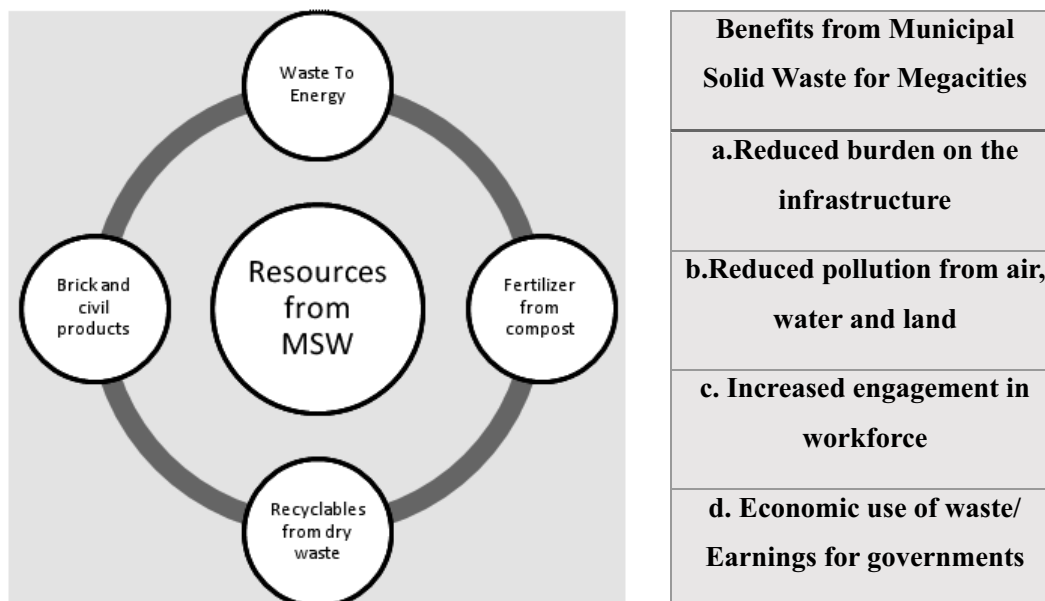 Waste To
Energy
Brick and
civil
products
Resources
from
MSW
Fertilizer
from
compost
Recyclables
from dry
waste
Benefits from Municipal
Solid Waste for Megacities
a.Reduced burden on the
infrastructure
b.Reduced pollution from air,
water and land
c. Increased engagement in
workforce
d. Economic use of waste/
Earnings for governments